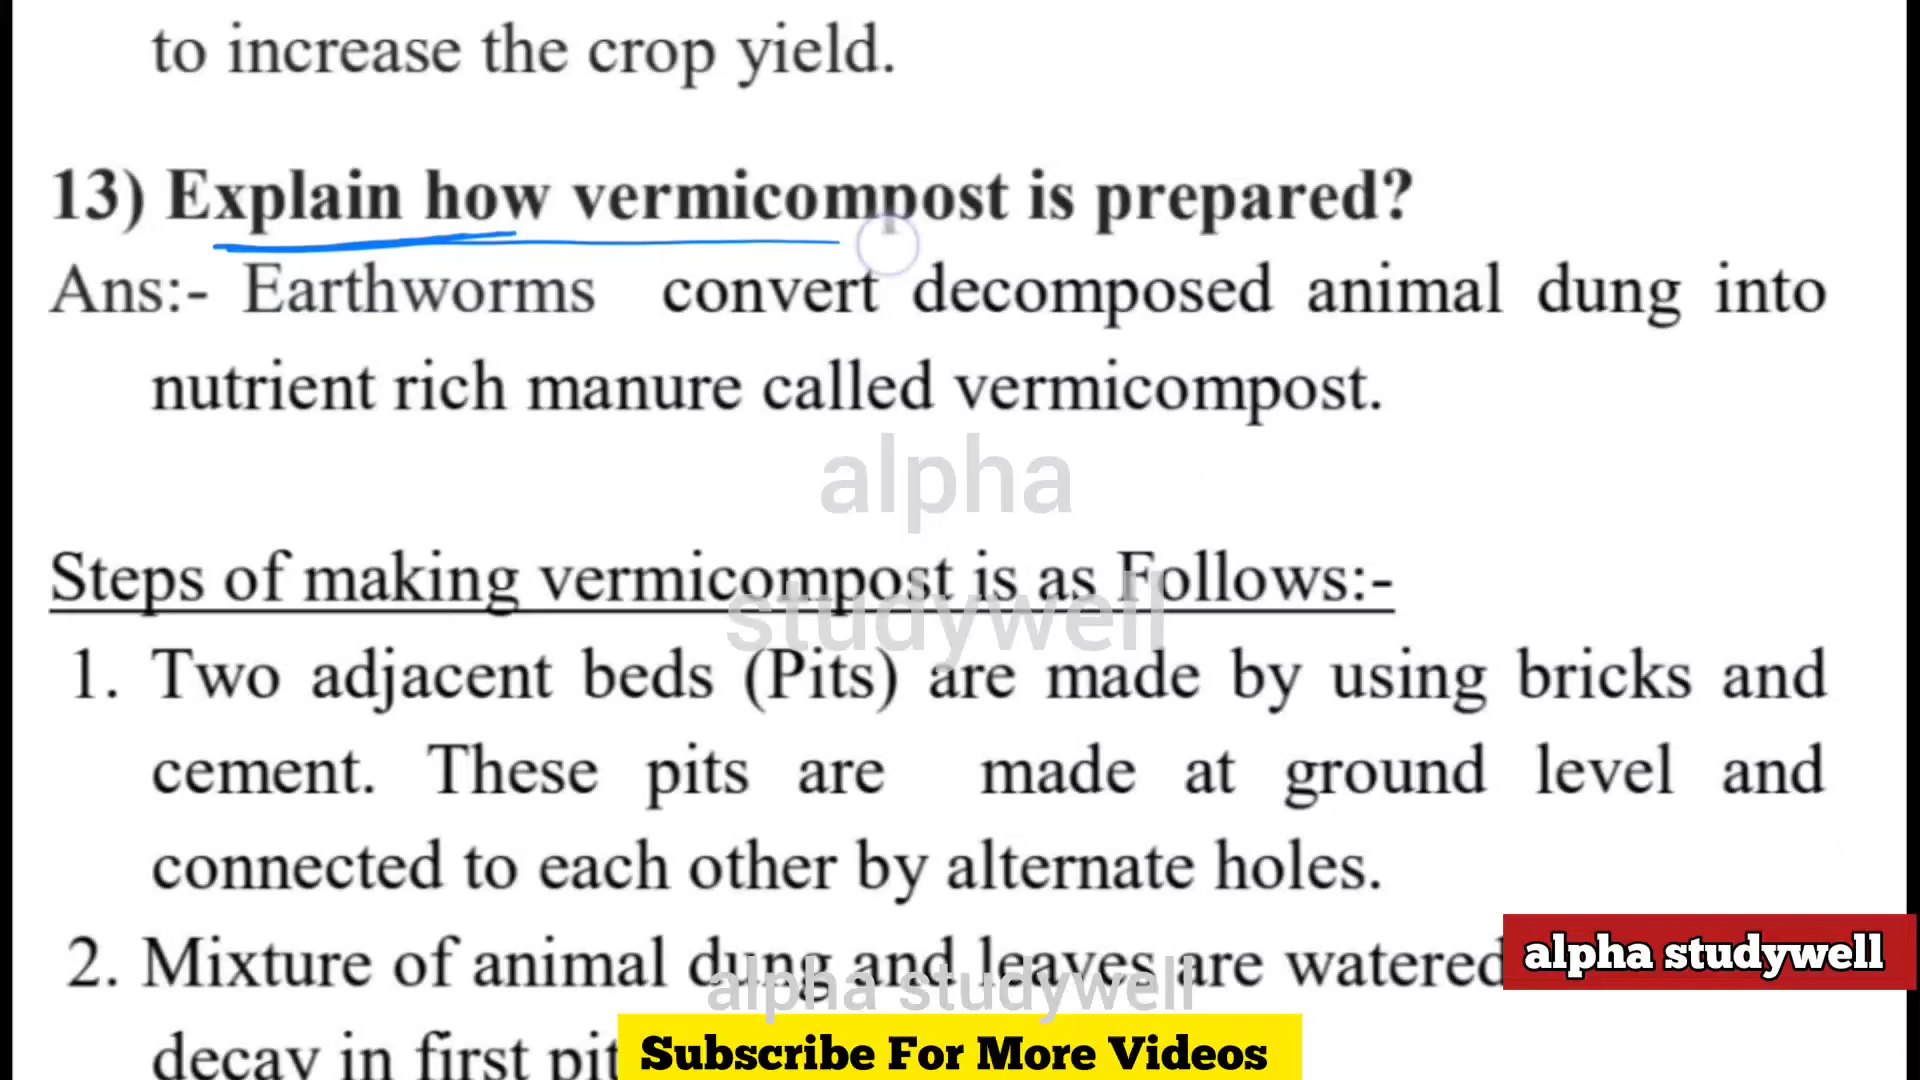 to increase the crop yield.
13) Explain how vermicompost is prepared?
Ans:- Earthworms convert decomposed animal dung into
nutrient rich manure called vermicompost.
alpha
Steps of making vermicompost is as Follows:-
studywell
1. Two adjacent beds (Pits) are made by using bricks and
cement. These pits are made at ground level and
connected to each other by alternate holes.
2. Mixture of animal dung and leaves are watered
alpha studywell
alpha studywell
decay in first pit
Subscribe For More Videos